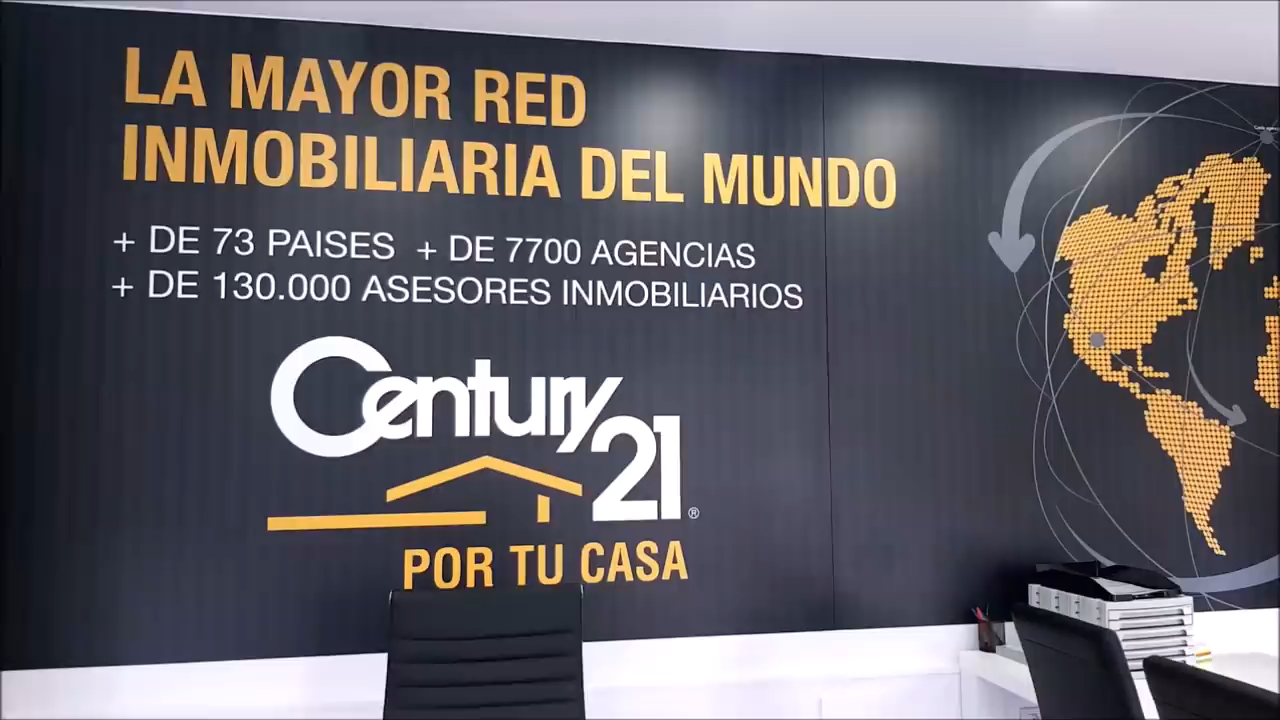 LA MAYOR RED
INMOBILIARIA DEL MUNDO
+ DE 73 PAISES + DE 7700 AGENCIAS
+ DE 130.000 ASESORES INMOBILIARIOS
Century
21®
POR TU CASA